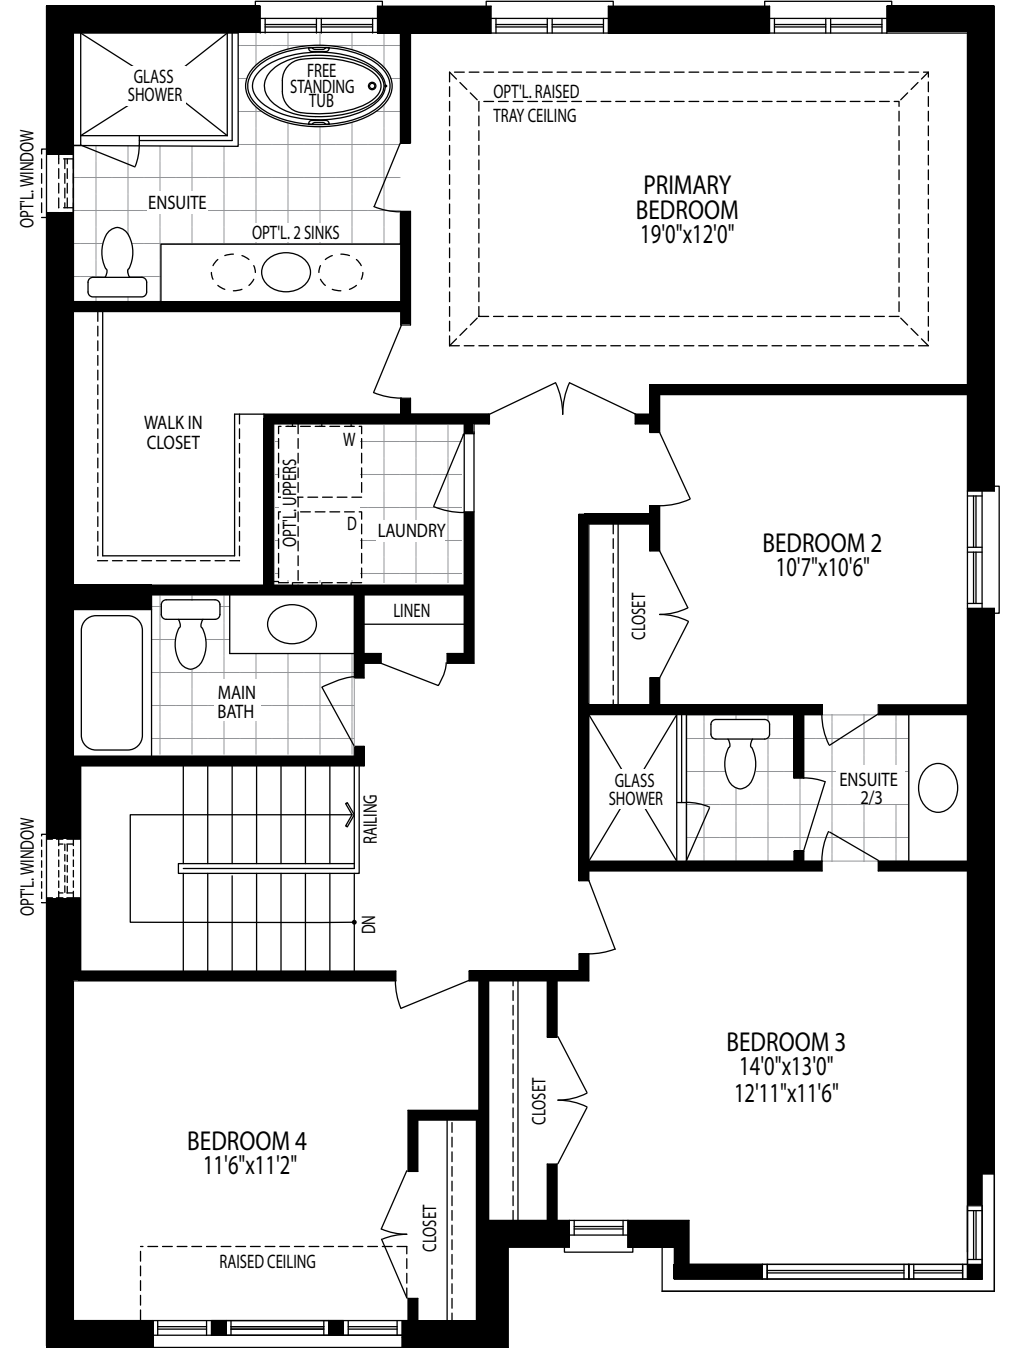 GLASS
SHOWER
FREE
STANDING
TUB
OPT'L. RAISED
TRAY CEILING
OPT'L. WINDOW
ENSUITE
OPT'L. 2 SINKS
PRIMARY
BEDROOM
19'0"x12'0"
WALK IN
CLOSET
W
OPT'L. UPPERS
D
LAUNDRY
BEDROOM 2
10'7"x10'6"
CLOSET
LINEN
MAIN
BATH
GLASS
SHOWER
ENSUITE
2/3
RAILING
OPT'L. WINDOW
DN
BEDROOM 3
14'0"x13'0"
12'11"x11'6"
CLOSET
BEDROOM 4
11'6"x11'2"
CLOSET
RAISED CEILING